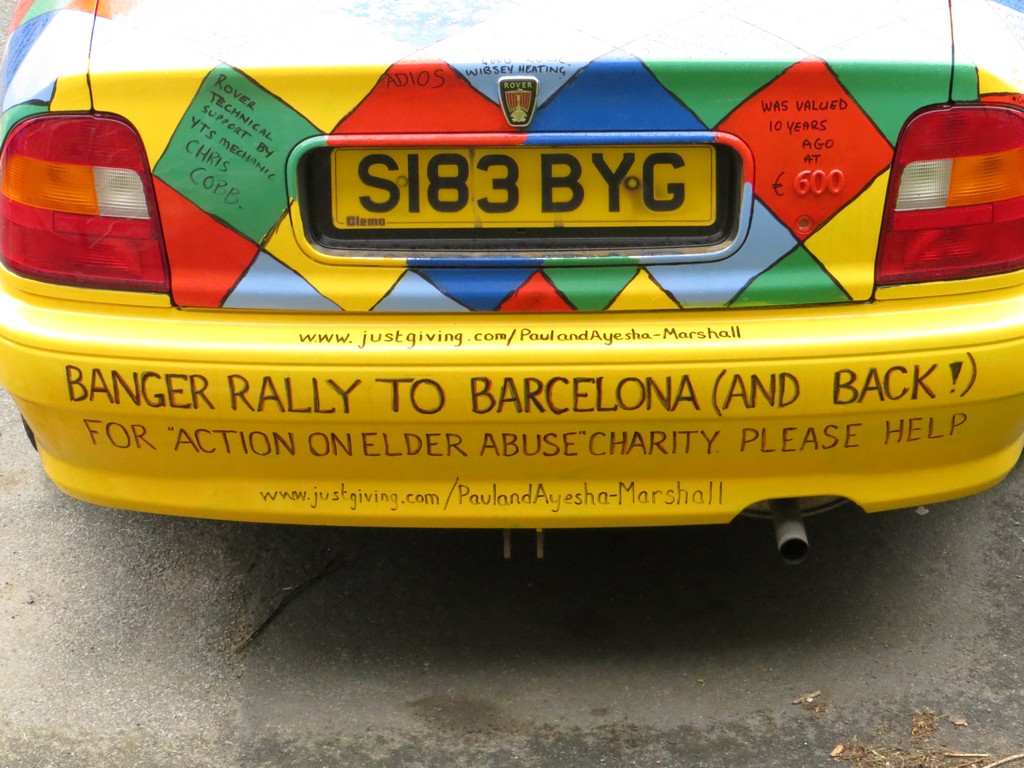 WIBSEY HEATING
ADIOS
ROVER
ROVER
TECHNICAL
SUPPORT BY
YTS MECHANIC
CHRIS
COBB.
WAS VALUED
10 YEARS
AGO
AT
€ 600
S183 BYG
Clemo
www.justgiving.com/PaulandAyesha-Marshall
BANGER RALLY TO BARCELONA (AND BACK!)
FOR "ACTION ON ELDER ABUSE" CHARITY. PLEASE HELP
www.justgiving.com/PaulandAyesha-Marshall